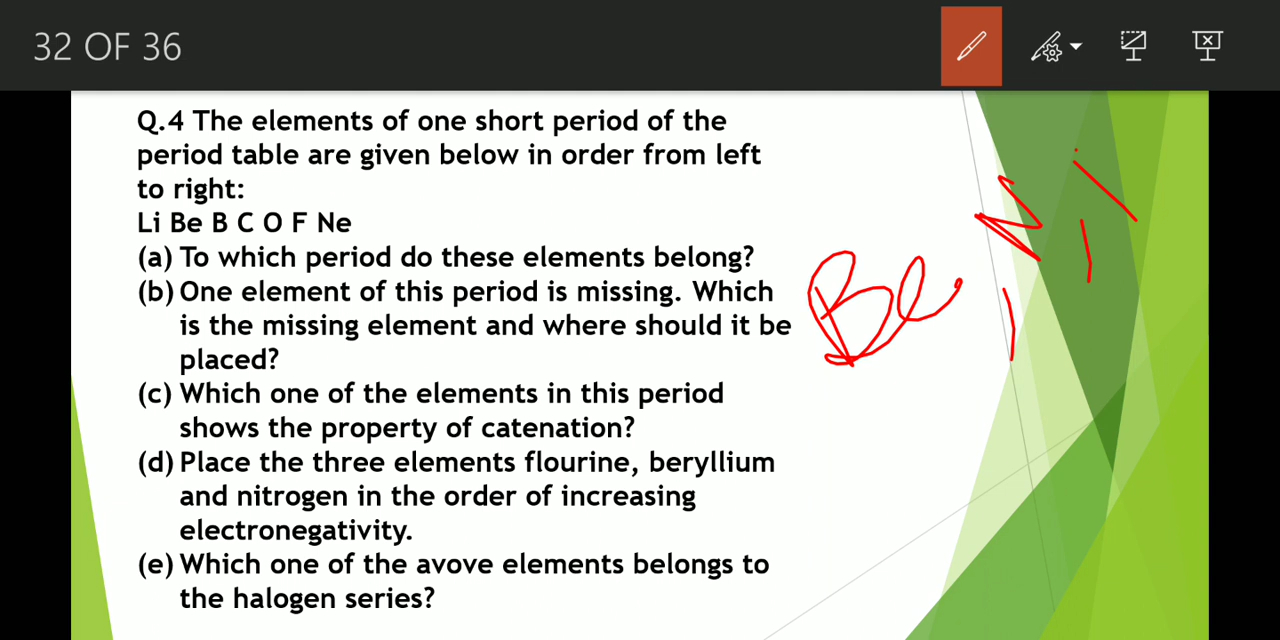 32 OF 36
Q.4 The elements of one short period of the
period table are given below in order from left
to right:
Li Be B C O F Ne
(a) To which period do these elements belong?
(b) One element of this period is missing. Which
is the missing element and where should it be
placed?
(c) Which one of the elements in this period
shows the property of catenation?
(d) Place the three elements flourine, beryllium
and nitrogen in the order of increasing
electronegativity.
(e) Which one of the avove elements belongs to
the halogen series?
Be , N ,